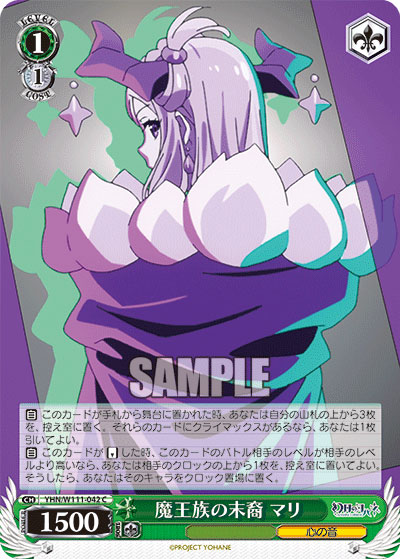 LEVEL
1
1
COST
SAMPLE
自 このカードが手札から舞台に置かれた時、あなたは自分の山札の上から3枚
を、控え室に置く。それらのカードにクライマックスがあるなら、あなたは1枚
引いてよい。
自 このカードが した時、このカードのバトル相手のレベルが相手のレ
ベルより高いなら、あなたは相手のクロックの上から1枚を、控え室に置いてよい。
そうしたら、あなたはそのキャラをクロック置場に置く。
CH YHN/W111-042 C
1500
魔王族の末裔 マリ
心の音
©PROJECT YOHANE